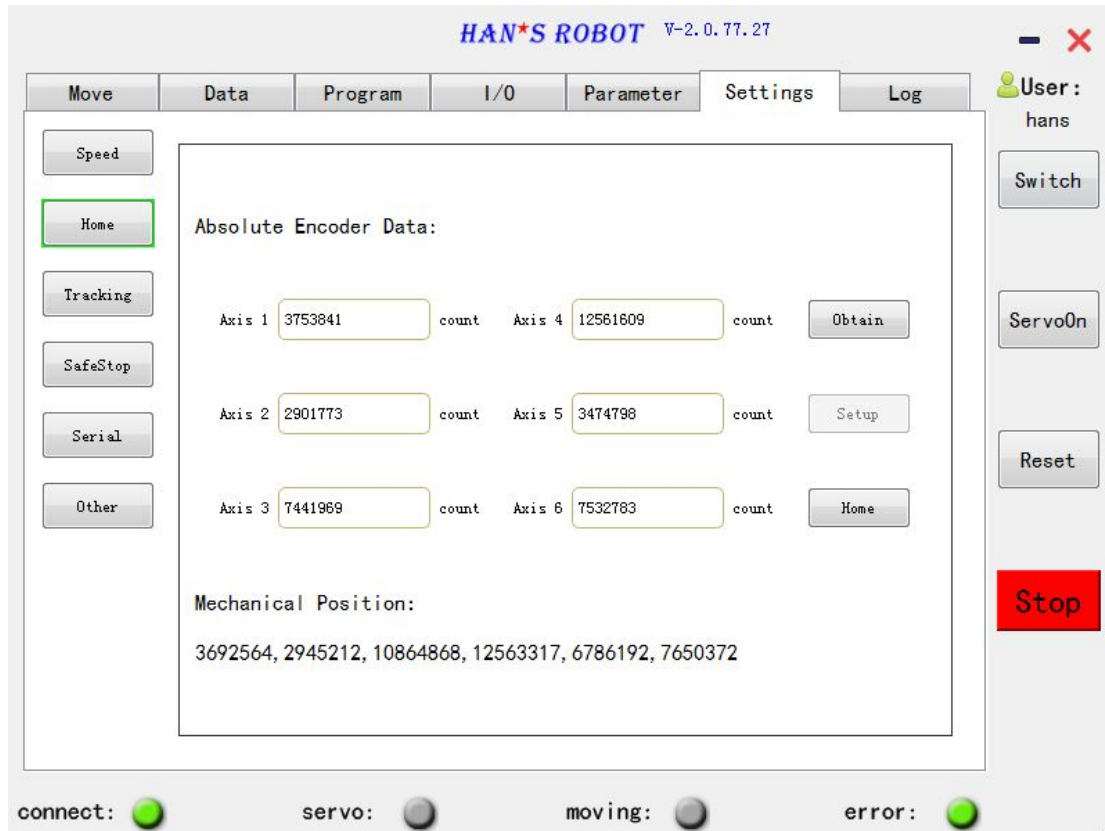 HAN★S ROBOT V-2.0.77.27
Move Data Program I/O Parameter Settings Log
User:
hans
Switch
ServoOn
Reset
Stop
Speed
Home
Tracking
SafeStop
Serial
Other
Absolute Encoder Data:
Axis 1 3753841 count Axis 4 12561609 count Obtain
Axis 2 2901773 count Axis 5 3474798 count Setup
Axis 3 7441969 count Axis 6 7532783 count Home
Mechanical Position:
3692564,2945212,10864868,12563317,6786192,7650372
connect: servo: moving: error: